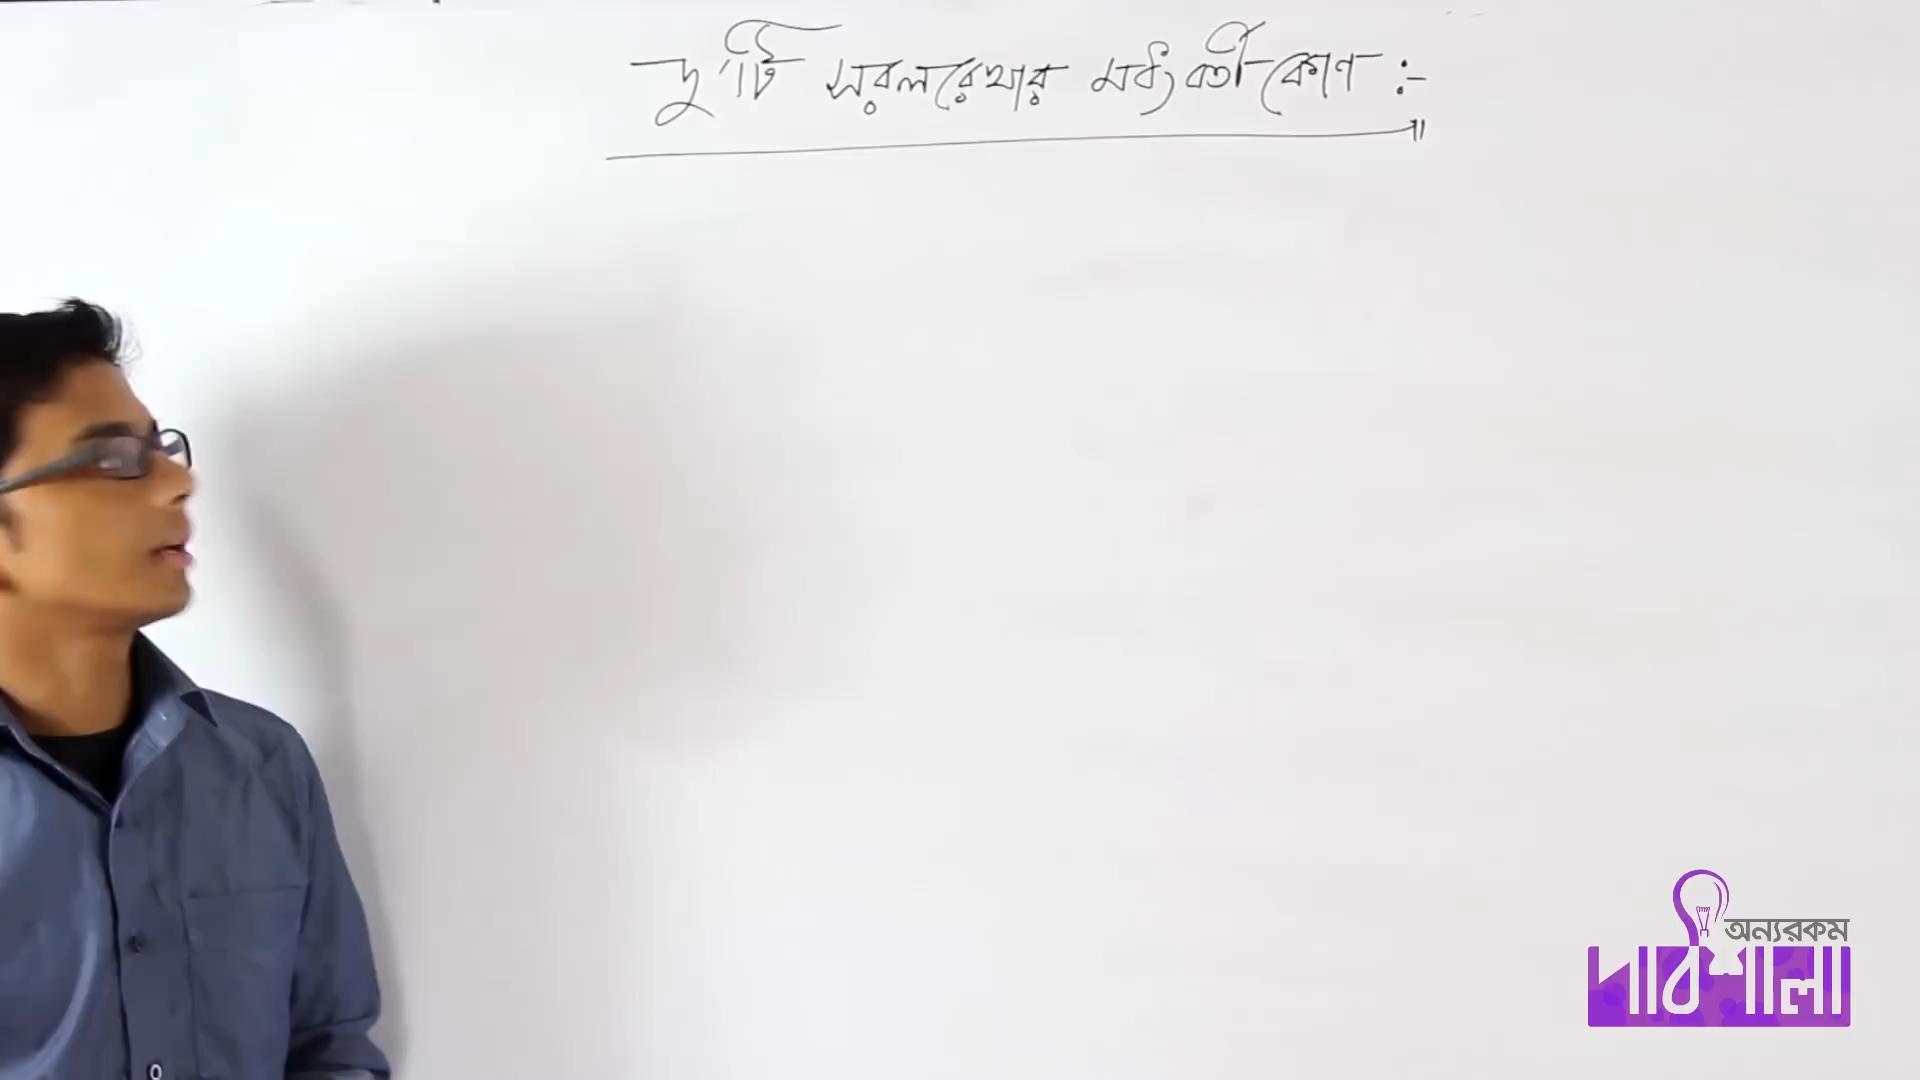 দু'টি সরলরেখার মধ্যবর্তী কোণ :-
অন্যরকম
পাঠশালা